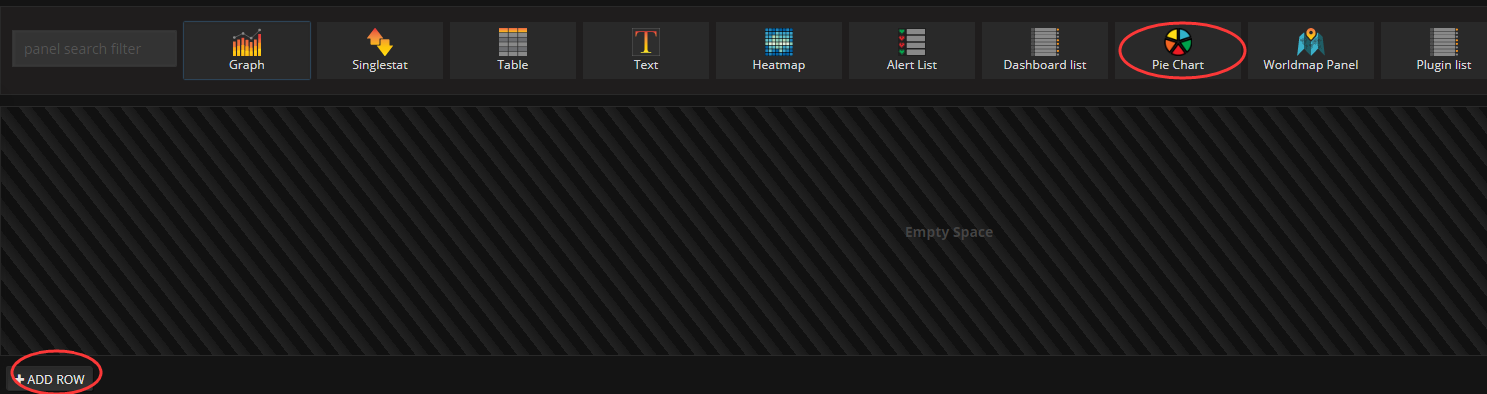 panel search filter
Graph
Singlestat
Table
Text
Heatmap
Alert List
Dashboard list
Pie Chart
Worldmap Panel
Plugin list
Empty Space
+ ADD ROW